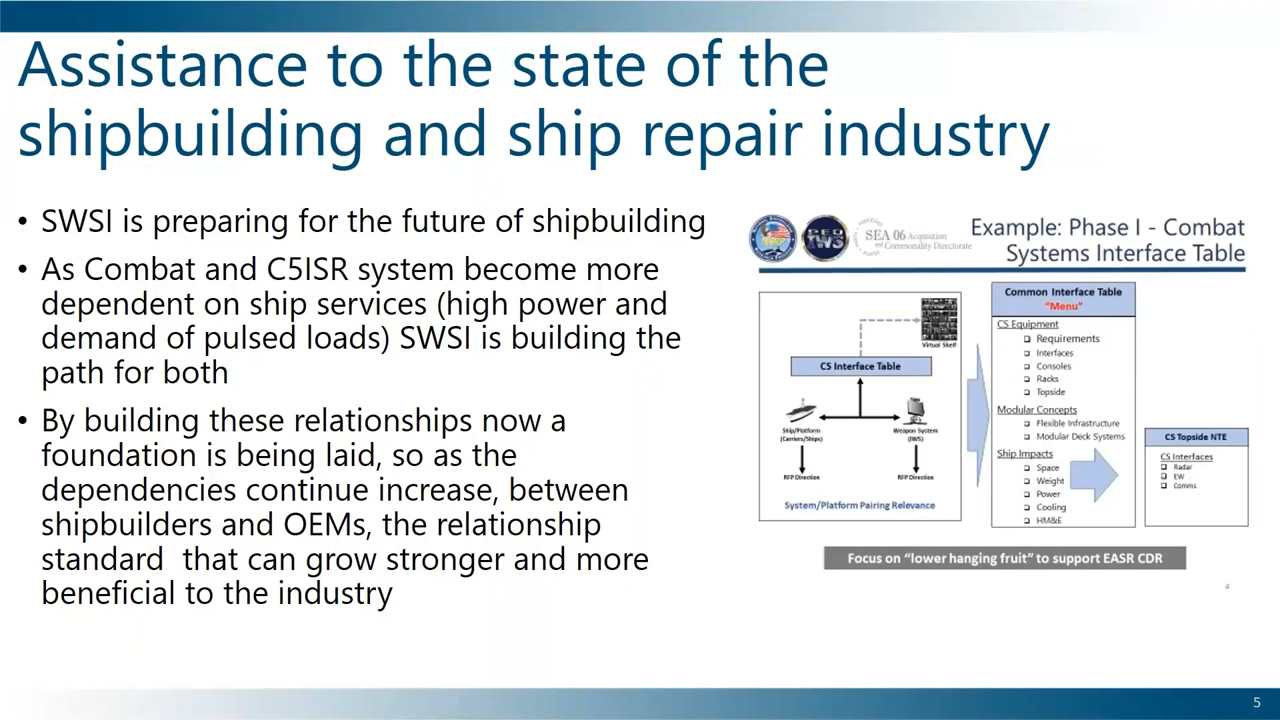 Assistance to the state of the
shipbuilding and ship repair industry
• SWSI is preparing for the future of shipbuilding
• As Combat and C5ISR system become more
dependent on ship services (high power and
demand of pulsed loads) SWSI is building the
path for both
• By building these relationships now a
foundation is being laid, so as the
dependencies continue increase, between
shipbuilders and OEMs, the relationship
standard  that can grow stronger and more
beneficial to the industry
PEO
IWS
SEA 06 Acquisition
and Commonality Directorate
Example: Phase I - Combat
Systems Interface Table
Virtual Shelf
CS Interface Table
Ship/Platform
(Carriers/Ships)
Weapon System
(IWS)
RFP Direction
RFP Direction
System/Platform Pairing Relevance
Common Interface Table
"Menu"
CS Equipment
❑ Requirements
❑ Interfaces
❑ Consoles
❑ Racks
❑ Topside
Modular Concepts
❑ Flexible Infrastructure
❑ Modular Deck Systems
Ship Impacts
❑ Space
❑ Weight
❑ Power
❑ Cooling
❑ HM&E
CS Topside NTE
CS Interfaces
❑ Radar
❑ EW
❑ Comms
Focus on "lower hanging fruit" to support EASR CDR
4
5